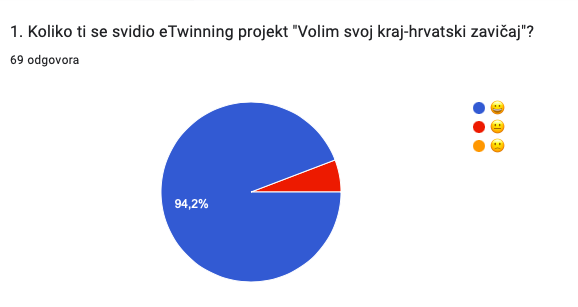 1. Koliko ti se svidio eTwinning projekt "Volim svoj kraj-hrvatski zavičaj"?
69 odgovora
😀
😐
🙁
94,2%